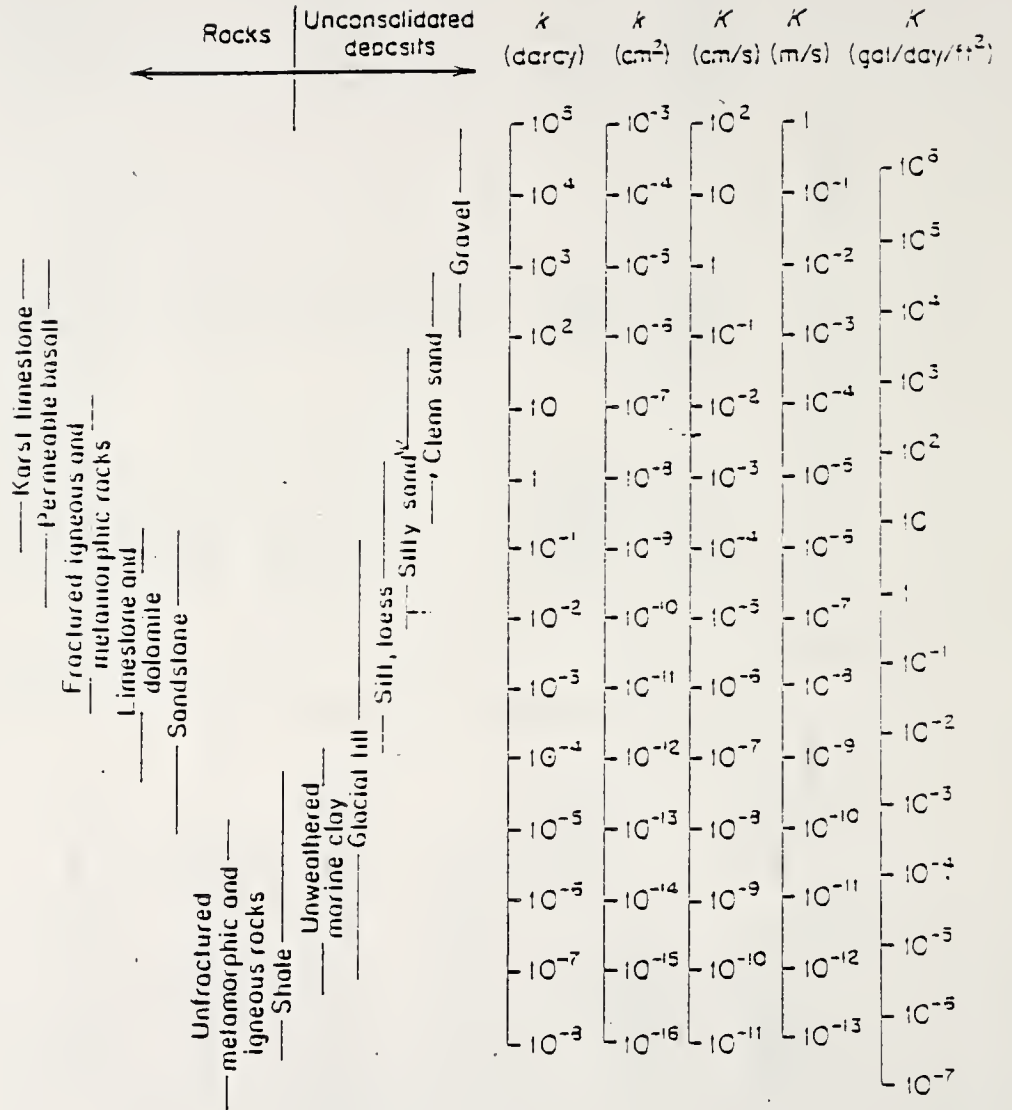 Rocks
Unconsolidated
deposits
k
(darcy)
k
(cm²)
K
(cm/s)
K
(m/s)
K
(gal/day/ft²)
Karst limestone
Permeable basalt
Fractured igneous and
metamorphic rocks
Limestone and
dolomite
Sandstone
Unfractured
metamorphic and
igneous rocks
Shale
Unweathered
marine clay
Glacial till
Silt, loess
Silty sand
Clean sand
Gravel
10⁵
10⁴
10³
10²
10
1
10⁻¹
10⁻²
10⁻³
10⁻⁴
10⁻⁵
10⁻⁶
10⁻⁷
10⁻⁸
10⁻³
10⁻⁴
10⁻⁵
10⁻⁶
10⁻⁷
10⁻⁸
10⁻⁹
10⁻¹⁰
10⁻¹¹
10⁻¹²
10⁻¹³
10⁻¹⁴
10⁻¹⁵
10⁻¹⁶
10²
10
1
10⁻¹
10⁻²
10⁻³
10⁻⁴
10⁻⁵
10⁻⁶
10⁻⁷
10⁻⁸
10⁻⁹
10⁻¹⁰
10⁻¹¹
1
10⁻¹
10⁻²
10⁻³
10⁻⁴
10⁻⁵
10⁻⁶
10⁻⁷
10⁻⁸
10⁻⁹
10⁻¹⁰
10⁻¹¹
10⁻¹²
10⁻¹³
10⁶
10⁵
10⁴
10³
10²
10
1
10⁻¹
10⁻²
10⁻³
10⁻⁴
10⁻⁵
10⁻⁶
10⁻⁷